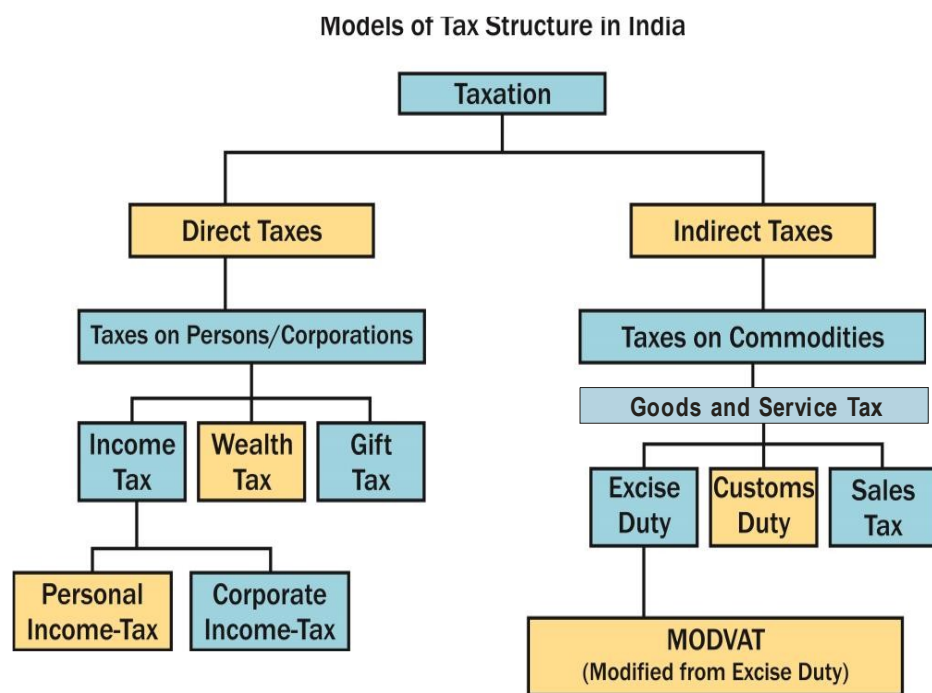 Models of Tax Structure in India
Taxation
Direct Taxes
Indirect Taxes
Taxes on Persons/Corporations
Taxes on Commodities
Goods and Service Tax
Income
Tax
Wealth
Tax
Gift
Tax
Excise
Duty
Customs
Duty
Sales
Tax
Personal
Income-Tax
Corporate
Income-Tax
MODVAT
(Modified from Excise Duty)